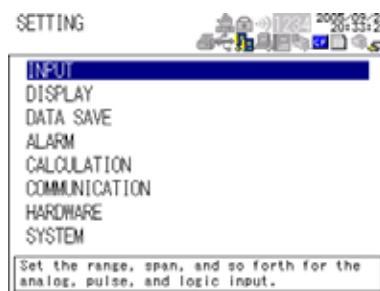 SETTING
INPUT
DISPLAY
DATA SAVE
ALARM
CALCULATION
COMMUNICATION
HARDWARE
SYSTEM
Set the range, span, and so forth for the
analog, pulse, and logic input.